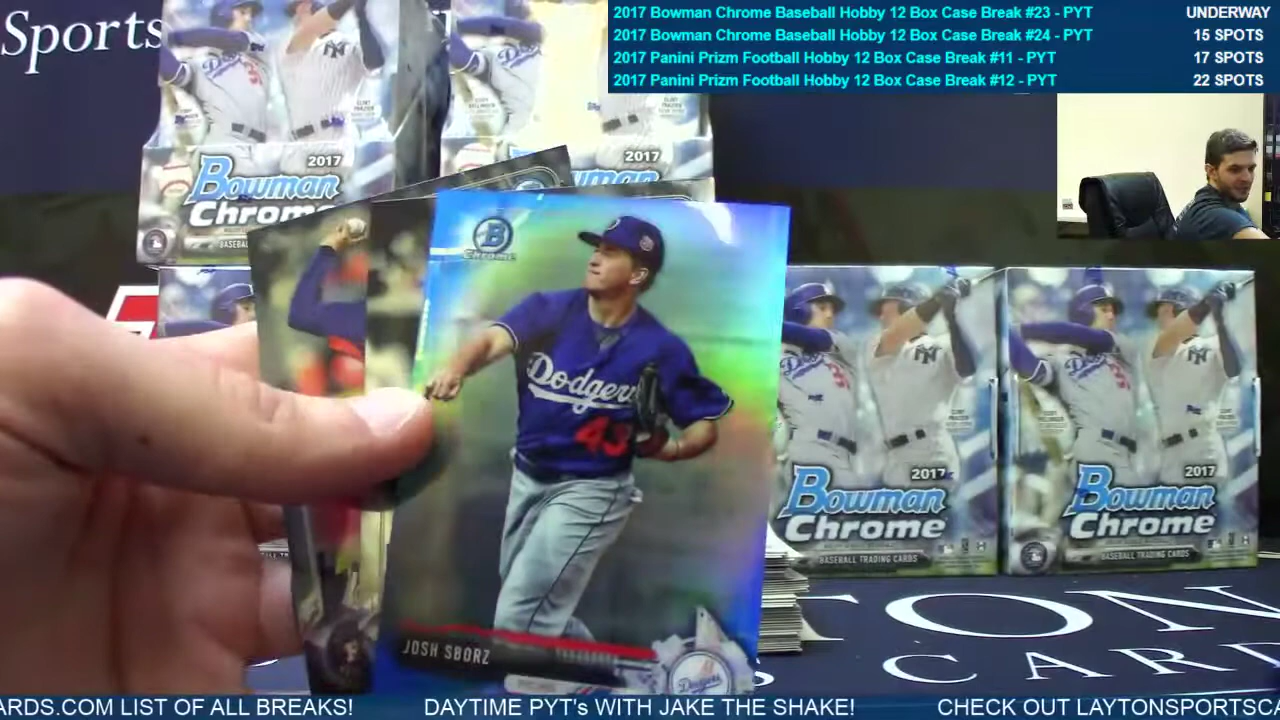 2017 Bowman Chrome Baseball Hobby 12 Box Case Break #23 - PYT UNDERWAY
2017 Bowman Chrome Baseball Hobby 12 Box Case Break #24 - PYT 15 SPOTS
2017 Panini Prizm Football Hobby 12 Box Case Break #11 - PYT 17 SPOTS
2017 Panini Prizm Football Hobby 12 Box Case Break #12 - PYT 22 SPOTS
Sports
2017
Bowman
Chrome
2017
Bowman
B
Chrome
Dodgers
43
JOSH SBORZ
Dodgers
2017
Bowman
Chrome
BASEBALL TRADING CARDS
2017
Bowman
Chrome
BASEBALL TRADING CARDS
TON
S CARD
ARDS.COM LIST OF ALL BREAKS! DAYTIME PYT's WITH JAKE THE SHAKE! CHECK OUT LAYTONSPORTSCA